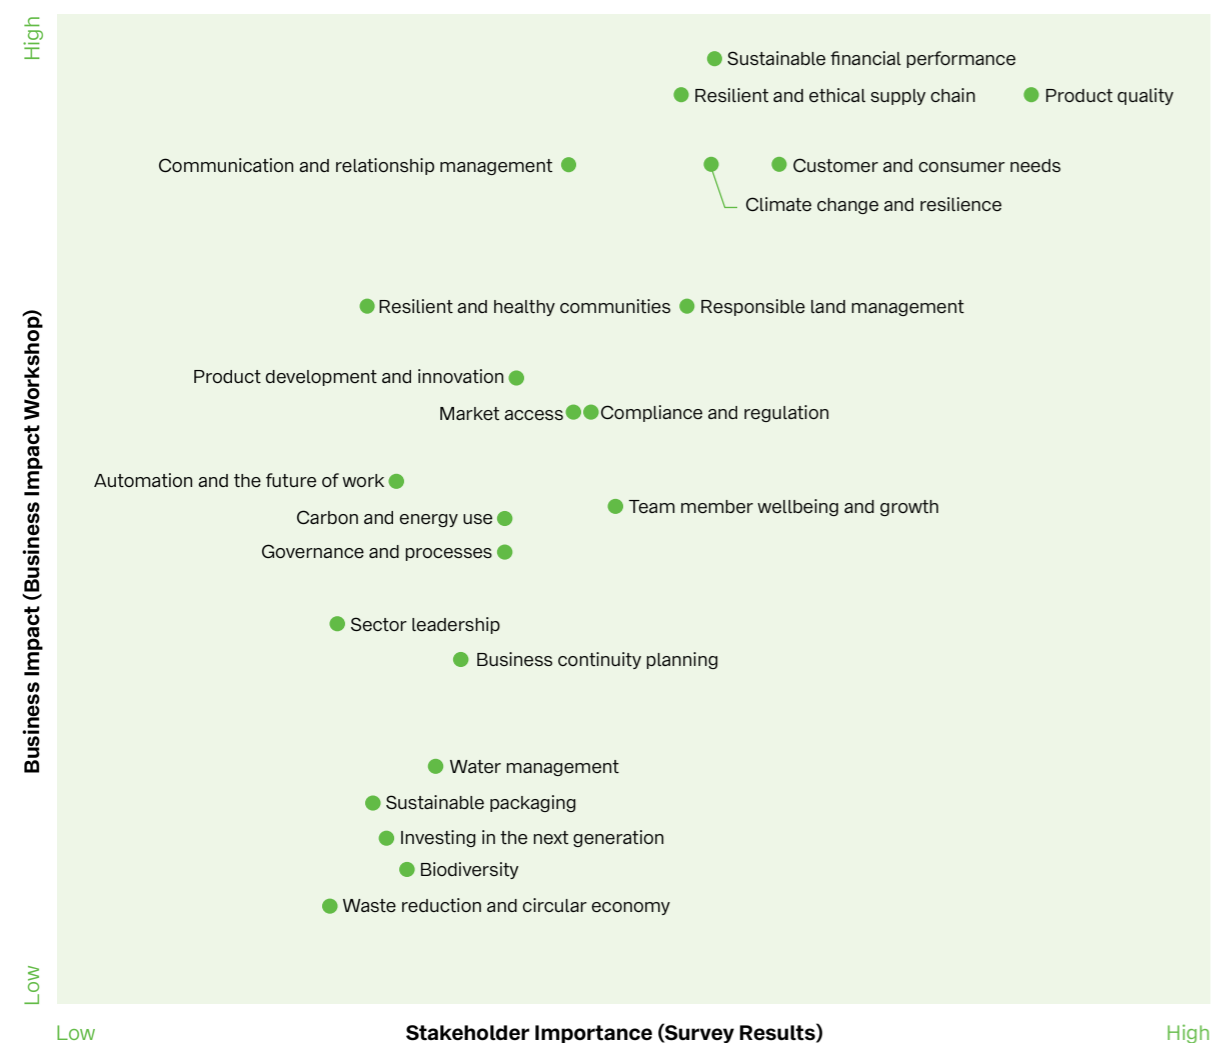 High
Sustainable financial performance
Resilient and ethical supply chain
Product quality
Communication and relationship management
Customer and consumer needs
Climate change and resilience
Resilient and healthy communities
Responsible land management
Product development and innovation
Market access
Compliance and regulation
Automation and the future of work
Team member wellbeing and growth
Carbon and energy use
Governance and processes
Sector leadership
Business continuity planning
Water management
Sustainable packaging
Investing in the next generation
Biodiversity
Waste reduction and circular economy
Business Impact (Business Impact Workshop)
Low
Low
Stakeholder Importance (Survey Results)
High